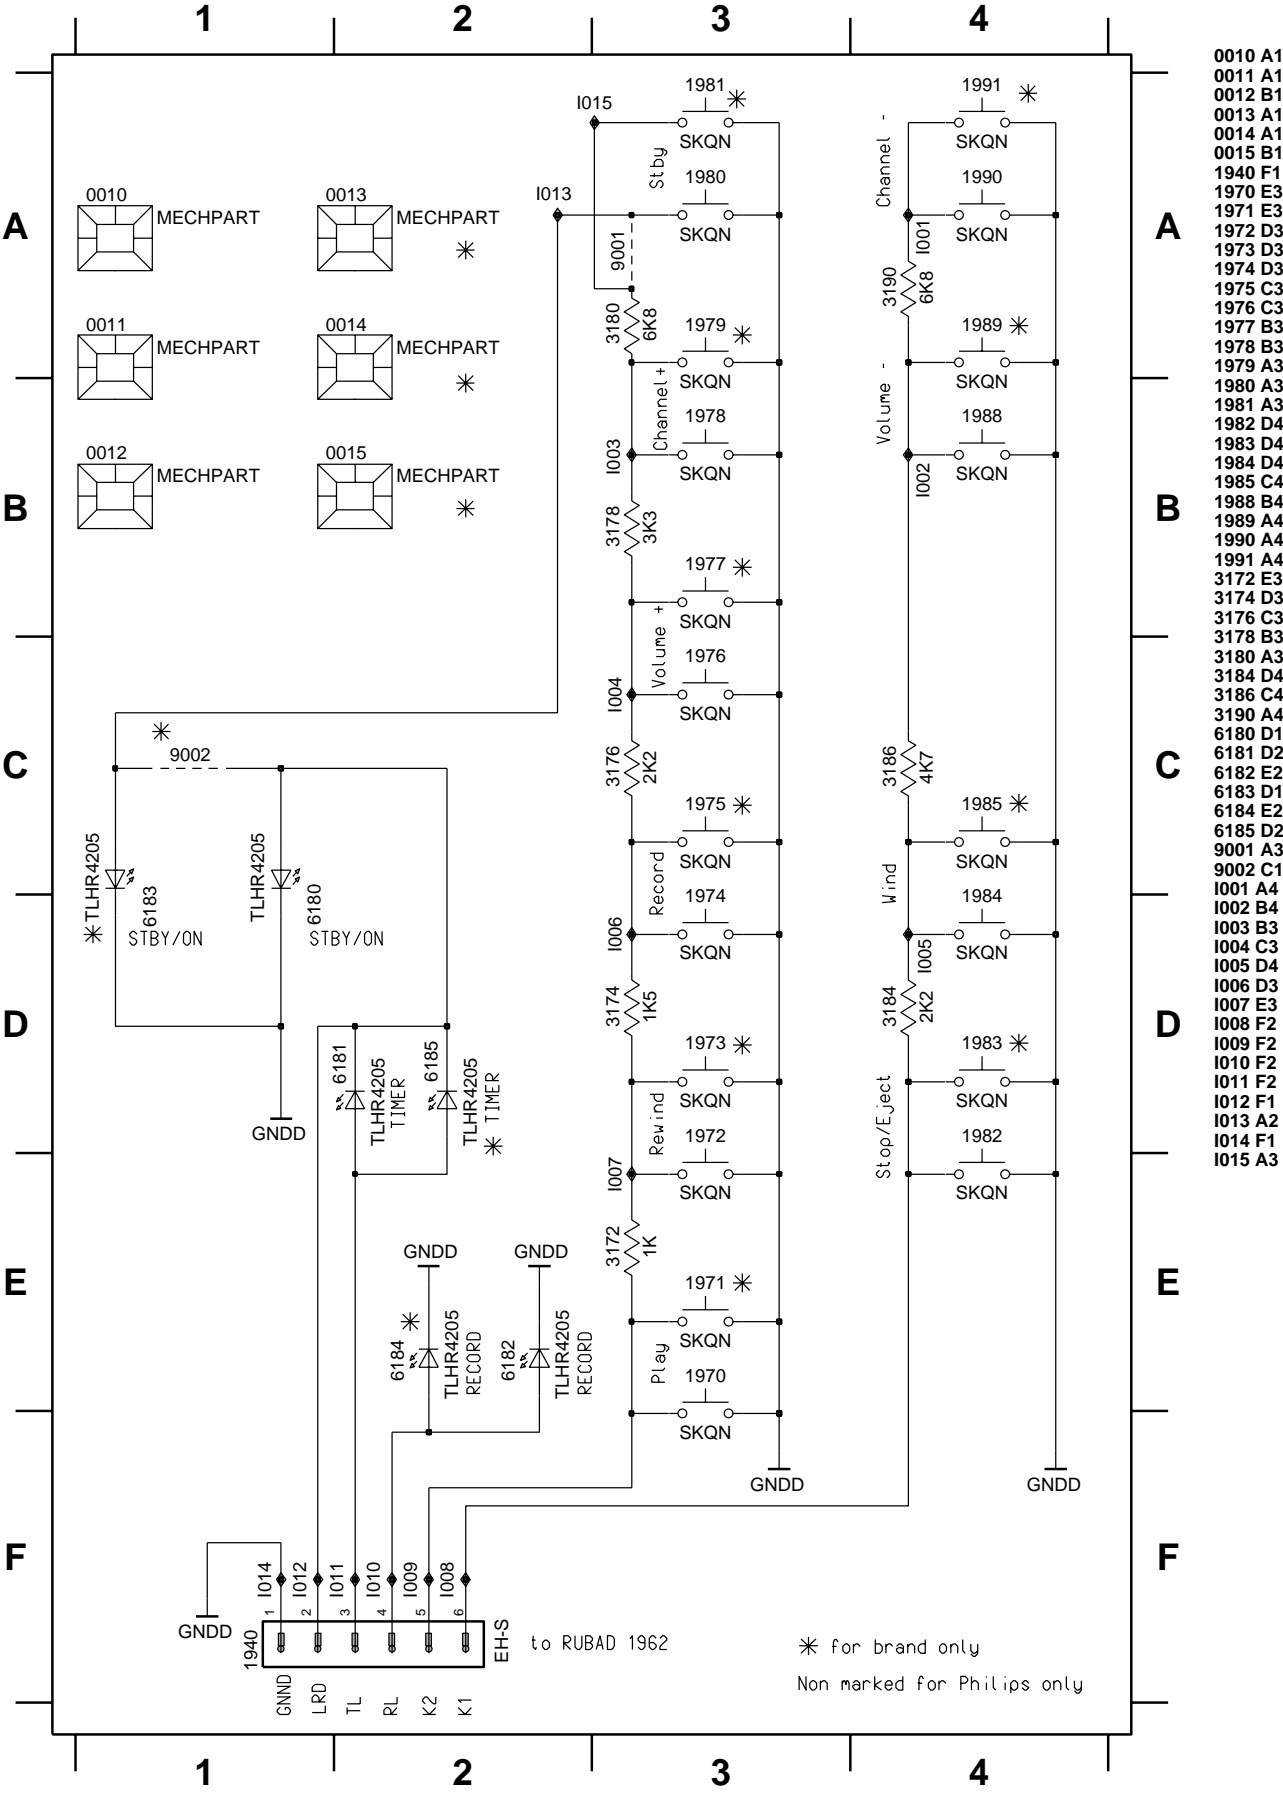 1 2 3 4
0010 A1
0011 A1
0012 B1
0013 A1
0014 A1
0015 B1
1940 F1
1970 E3
1971 E3
1972 D3
1973 D3
1974 D3
1975 C3
1976 C3
1977 B3
1978 B3
1979 A3
1980 A3
1981 A3
1982 D4
1983 D4
1984 D4
1985 C4
1988 B4
1989 A4
1990 A4
1991 A4
3172 E3
3174 D3
3176 C3
3178 B3
3180 A3
3184 D4
3186 C4
3190 A4
6180 D1
6181 D2
6182 E2
6183 D1
6184 E2
6185 D2
9001 A3
9002 C1
I001 A4
I002 B4
I003 B3
I004 C3
I005 D4
I006 D3
I007 E3
I008 F2
I009 F2
I010 F2
I011 F2
I012 F1
I013 A2
I014 F1
I015 A3
A
0010
MECHPART
0013
MECHPART
*
0011
MECHPART
0014
MECHPART
*
B
0012
MECHPART
0015
MECHPART
*
I015
I013
1981 *
SKQN
Stby
1980
SKQN
9001
3180
6K8
1979 *
SKQN
Channel+
1978
SKQN
I003
3178
3K3
1977 *
SKQN
Volume +
1976
SKQN
I004
3176
2K2
1975 *
SKQN
Record
1974
SKQN
I006
3174
1K5
1973 *
SKQN
Rewind
1972
SKQN
I007
3172
1K
1971 *
SKQN
Play
1970
SKQN
GNDD
1991 *
SKQN
Channel -
1990
SKQN
I001
3190
6K8
1989 *
SKQN
Volume -
1988
SKQN
I002
3186
4K7
1985 *
SKQN
Wind
1984
SKQN
I005
3184
2K2
1983 *
SKQN
Stop/Eject
1982
SKQN
GNDD
A
B
C
*
9002
* TLHR4205
6183
STBY/ON
TLHR4205
6180
STBY/ON
GNDD
C
D
6181
TLHR4205
TIMER
6185
TLHR4205
* TIMER
D
E
GNDD
*
6184
TLHR4205
RECORD
GNDD
6182
TLHR4205
RECORD
E
F
GNDD
I014 I012 I011 I010 I009 I008
1 2 3 4 5 6
1940
EH-S
to RUBAD 1962
GNND LRD TL RL K2 K1
* for brand only
Non marked for Philips only
F
1 2 3 4